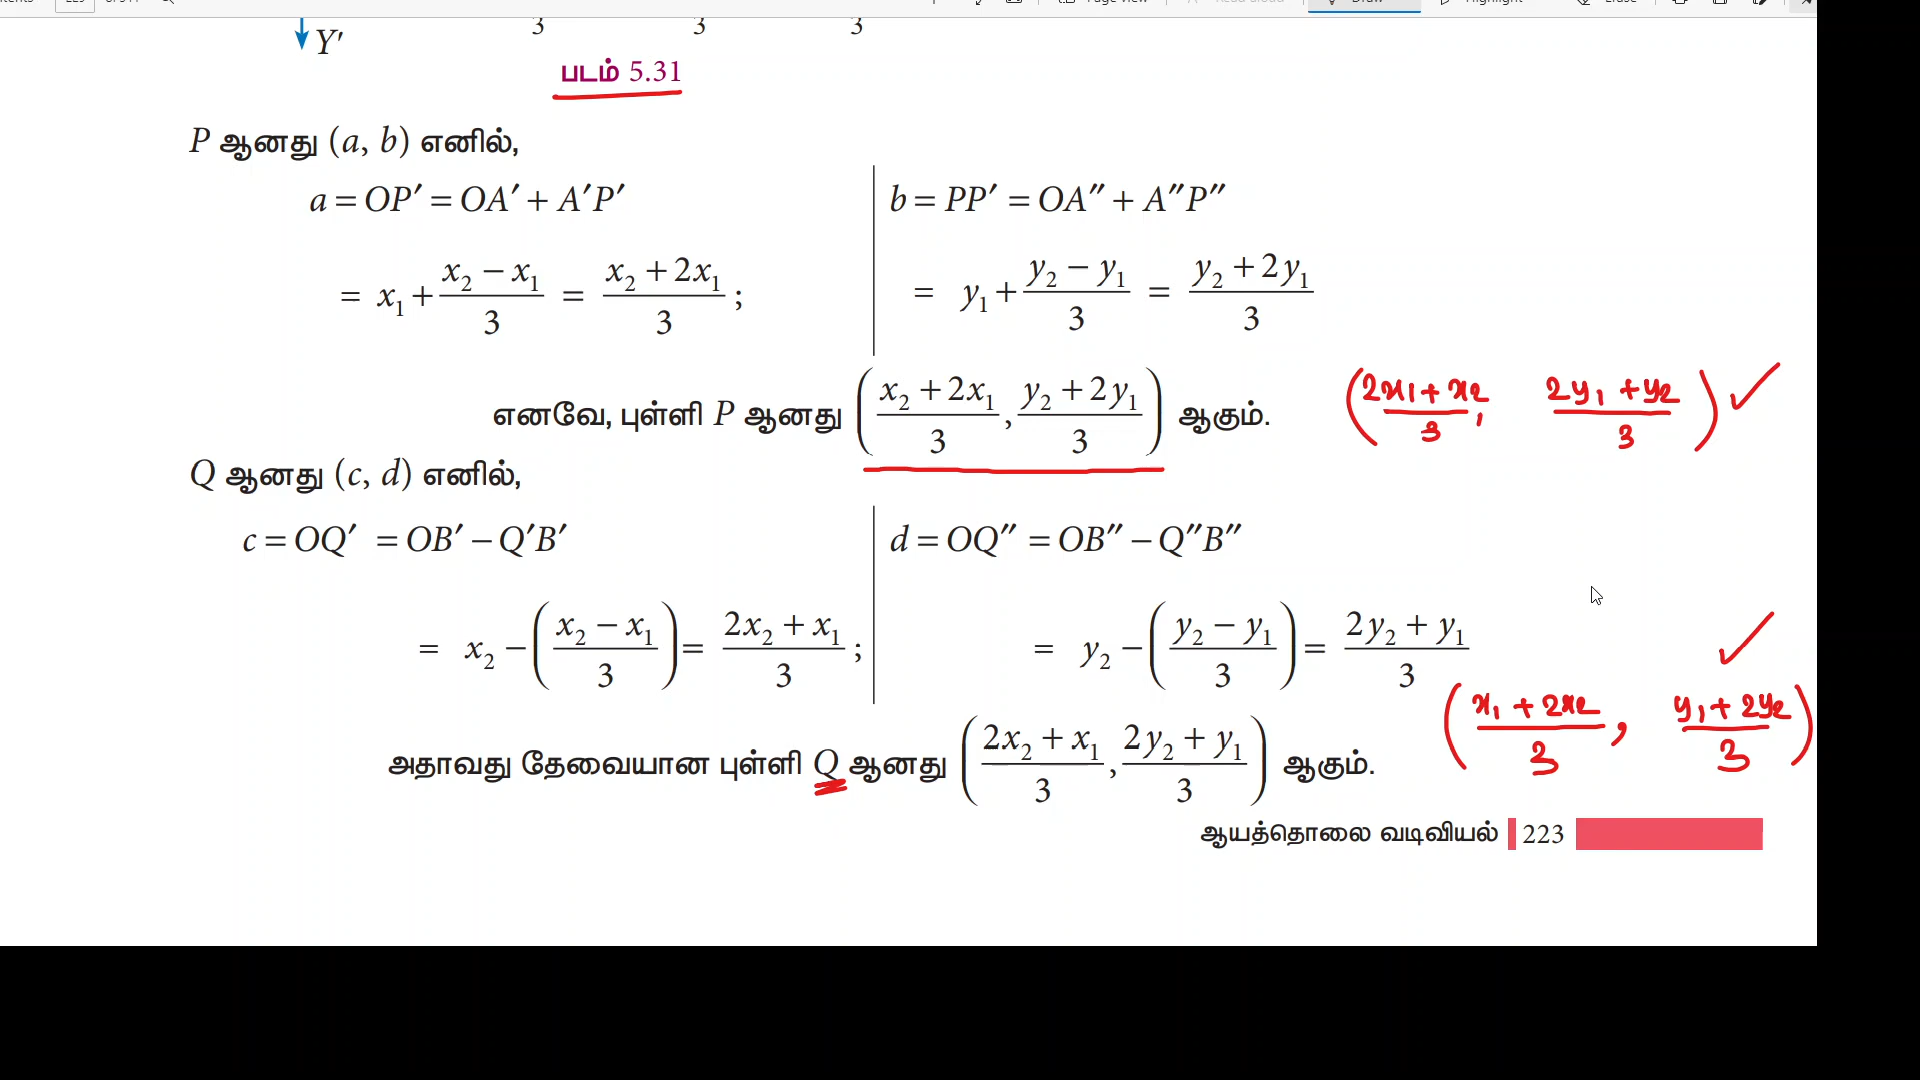 Y′ 3 3 3
படம் 5.31
P ஆனது (a, b) எனில்,
a = OP′ = OA′ + A′P′ b = PP′ = OA″ + A″P″
= x₁ + (x₂ − x₁)/3 = (x₂ + 2x₁)/3 ; = y₁ + (y₂ − y₁)/3 = (y₂ + 2y₁)/3
எனவே, புள்ளி P ஆனது ((x₂ + 2x₁)/3, (y₂ + 2y₁)/3) ஆகும். ((2x₁ + x₂)/3, (2y₁ + y₂)/3) ✓
Q ஆனது (c, d) எனில்,
c = OQ′ = OB′ − Q′B′ d = OQ″ = OB″ − Q″B″
= x₂ − ((x₂ − x₁)/3) = (2x₂ + x₁)/3 ; = y₂ − ((y₂ − y₁)/3) = (2y₂ + y₁)/3 ✓
அதாவது தேவையான புள்ளி Q ஆனது ((2x₂ + x₁)/3, (2y₂ + y₁)/3) ஆகும். ((x₁ + 2x₂)/3, (y₁ + 2y₂)/3)
ஆயத்தொலை வடிவியல் 223